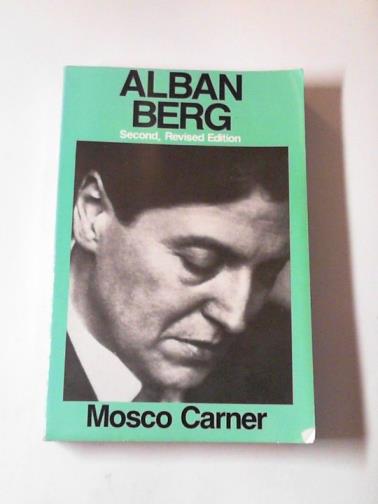 ALBAN
BERG
Second, Revised Edition
Mosco Carner